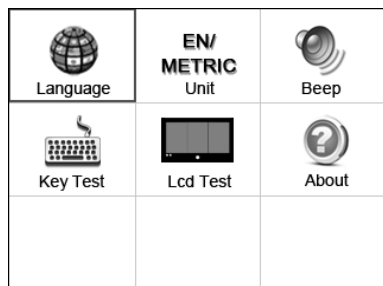 EN/
METRIC
Language
Unit
Beep
Key Test
Lcd Test
About